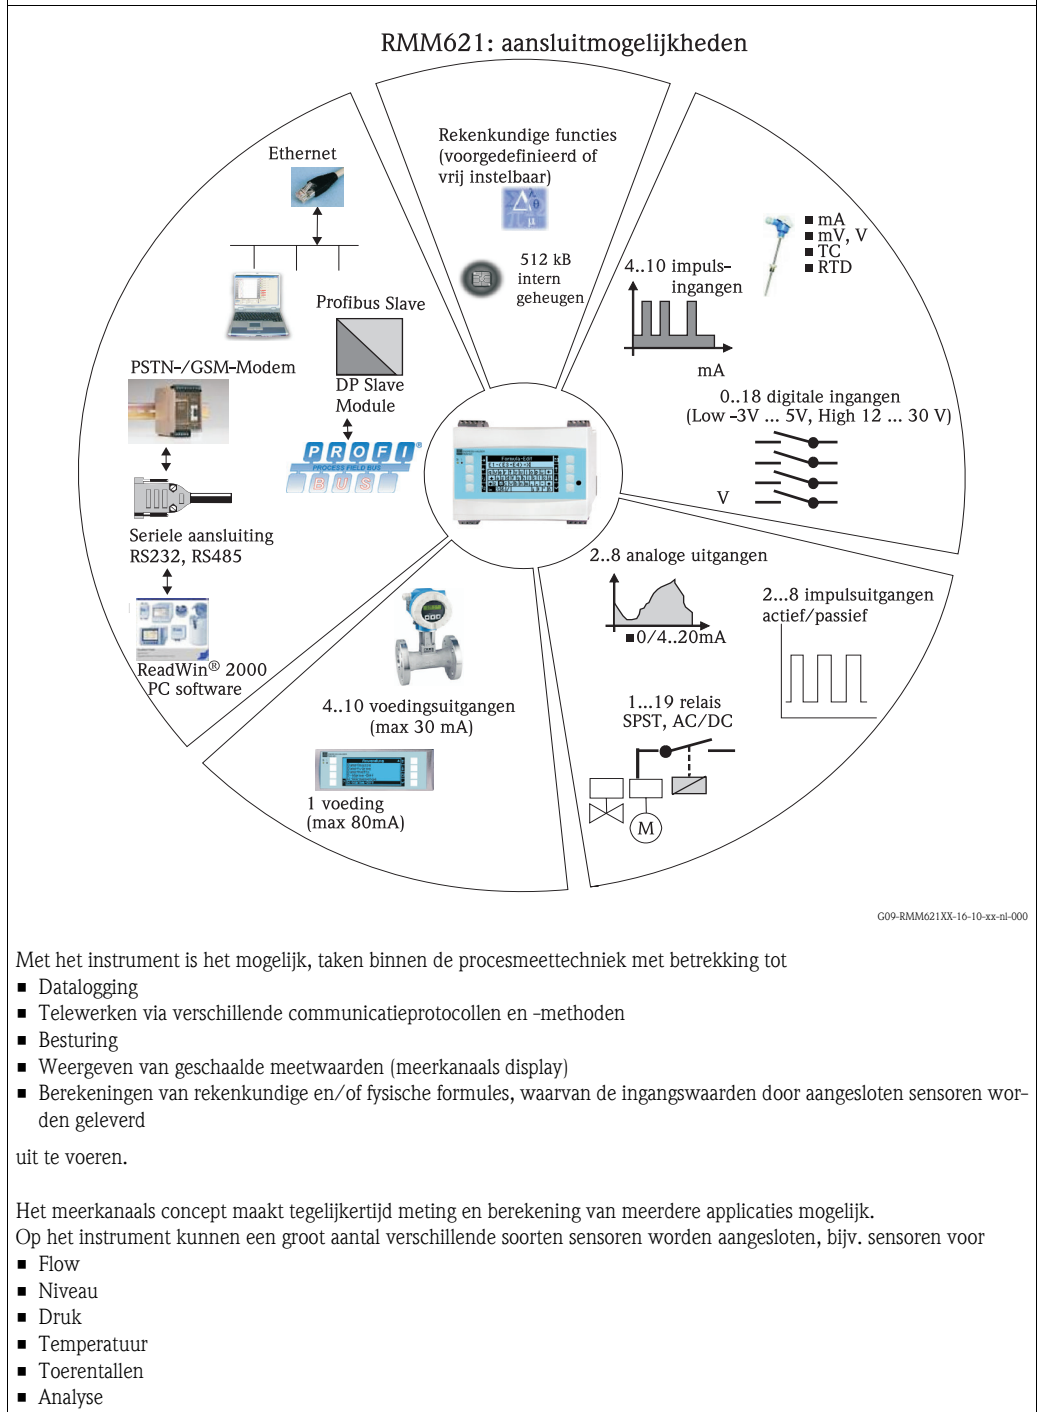 RMM621: aansluitmogelijkheden
Rekenkundige functies
(voorgedefinieerd of
vrij instelbaar)
512 kB
intern
geheugen
Ethernet
Profibus Slave
DP Slave
Module
PROFI®
PROCESS FIELD BUS
BUS
PSTN-/GSM-Modem
Seriele aansluiting
RS232, RS485
ReadWin® 2000
PC software
■ mA
■ mV, V
■ TC
■ RTD
4..10 impuls-
ingangen
mA
0..18 digitale ingangen
(Low -3V ... 5V, High 12 ... 30 V)
V
Formula-Edit
2..8 analoge uitgangen
■ 0/4..20mA
2...8 impulsuitgangen
actief/passief
1...19 relais
SPST, AC/DC
M
4..10 voedingsuitgangen
(max 30 mA)
1 voeding
(max 80mA)
G09-RMM621XX-16-10-xx-nl-000
Met het instrument is het mogelijk, taken binnen de procesmeettechniek met betrekking tot
■ Datalogging
■ Telewerken via verschillende communicatieprotocollen en -methoden
■ Besturing
■ Weergeven van geschaalde meetwaarden (meerkanaals display)
■ Berekeningen van rekenkundige en/of fysische formules, waarvan de ingangswaarden door aangesloten sensoren wor-
den geleverd
uit te voeren.
Het meerkanaals concept maakt tegelijkertijd meting en berekening van meerdere applicaties mogelijk.
Op het instrument kunnen een groot aantal verschillende soorten sensoren worden aangesloten, bijv. sensoren voor
■ Flow
■ Niveau
■ Druk
■ Temperatuur
■ Toerentallen
■ Analyse